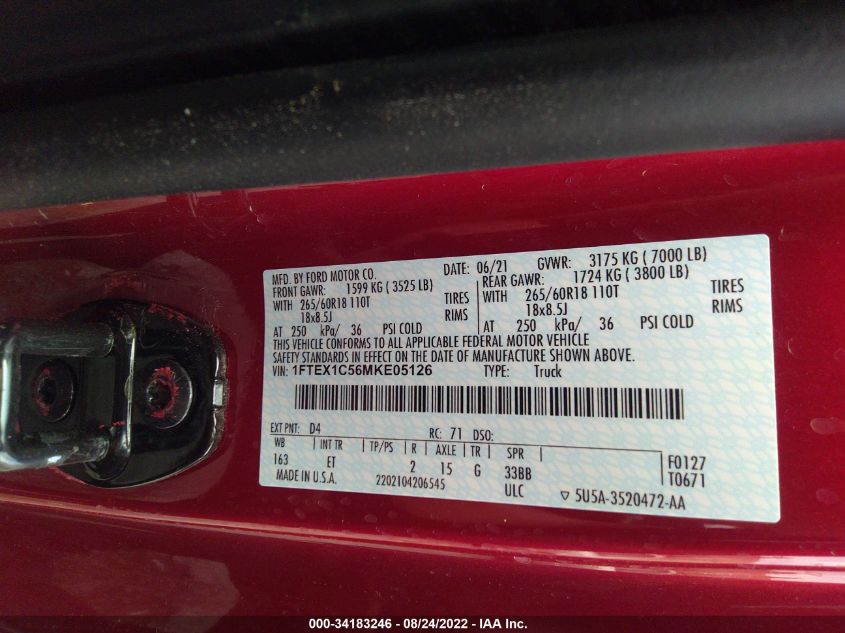 MFD. BY FORD MOTOR CO. DATE: 06/21 GVWR: 3175 KG ( 7000 LB)
FRONT GAWR: 1599 KG ( 3525 LB) REAR GAWR: 1724 KG ( 3800 LB)
WITH 265/60R18 110T TIRES WITH 265/60R18 110T TIRES
18x8.5J RIMS 18x8.5J RIMS
AT 250 kPa/ 36 PSI COLD AT 250 kPa/ 36 PSI COLD
THIS VEHICLE CONFORMS TO ALL APPLICABLE FEDERAL MOTOR VEHICLE
SAFETY STANDARDS IN EFFECT ON THE DATE OF MANUFACTURE SHOWN ABOVE.
VIN: 1FTEX1C56MKE05126 TYPE: Truck
EXT PNT: D4 RC: 71 DSO:
WB INT TR TP/PS R AXLE TR SPR F0127
163 ET 2 15 G 33BB T0671
MADE IN U.S.A. 2202104206545 ULC ▽ 5U5A-3520472-AA
000-34183246 - 08/24/2022 - IAA Inc.